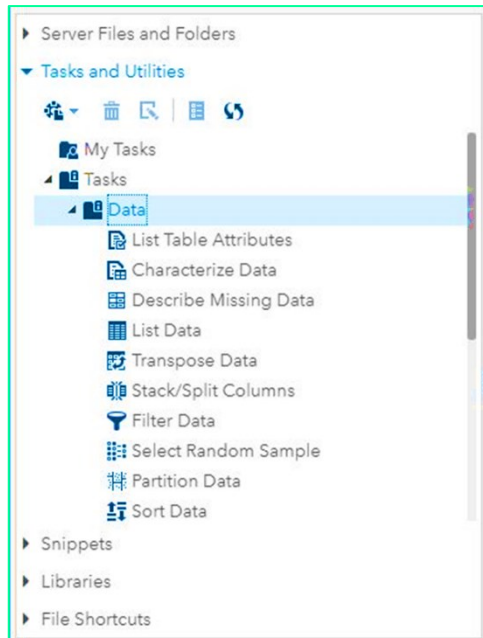 Server Files and Folders
Tasks and Utilities
My Tasks
Tasks
Data
List Table Attributes
Characterize Data
Describe Missing Data
List Data
Transpose Data
Stack/Split Columns
Filter Data
Select Random Sample
Partition Data
Sort Data
Snippets
Libraries
File Shortcuts